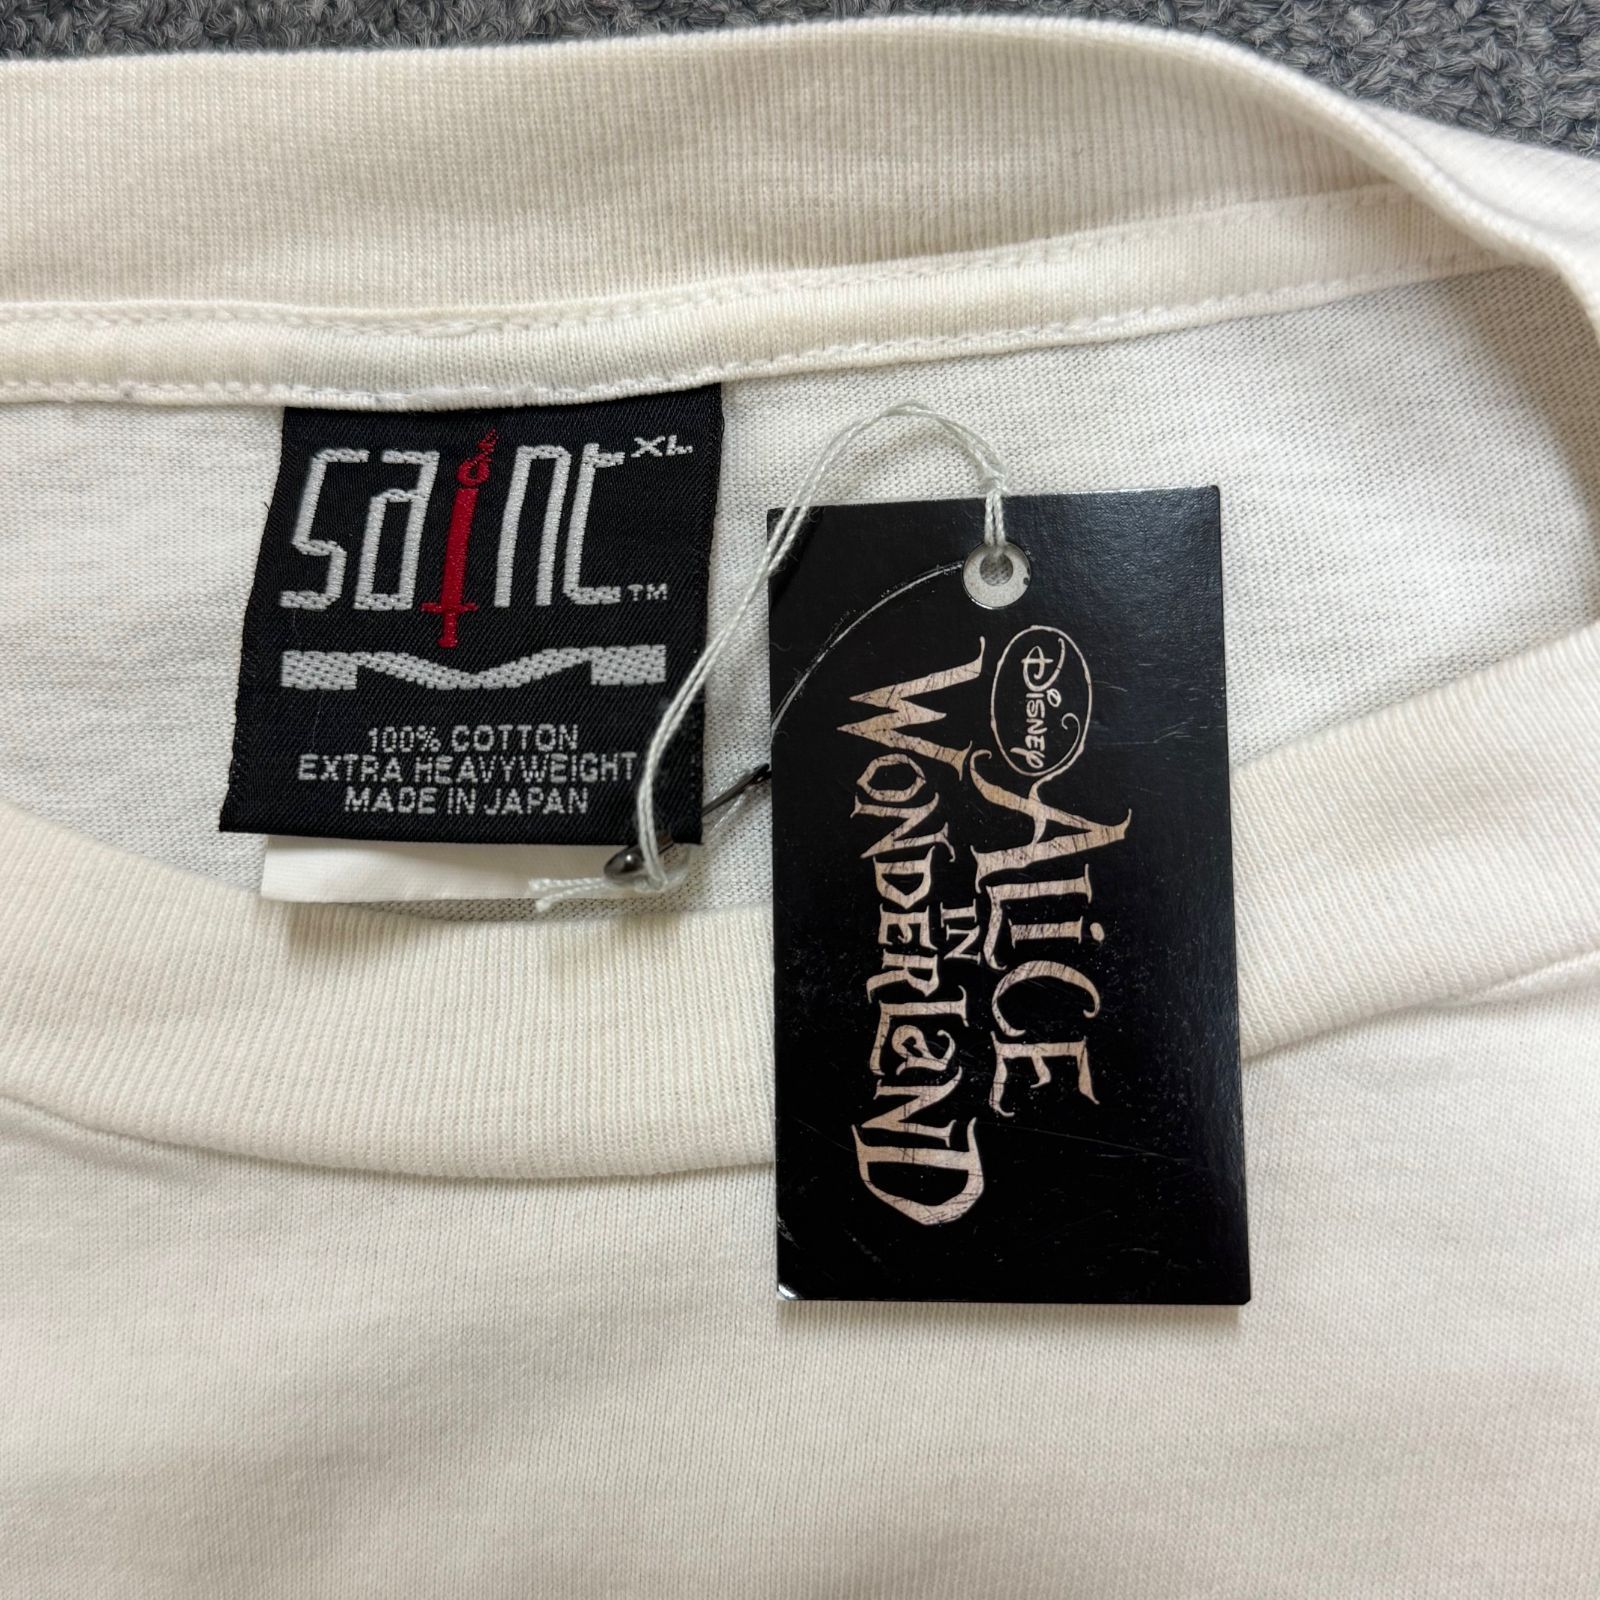 saint XL
TM
100% COTTON
EXTRA HEAVYWEIGHT
MADE IN JAPAN
Disney
ALiCE
IN
WONDERLaND